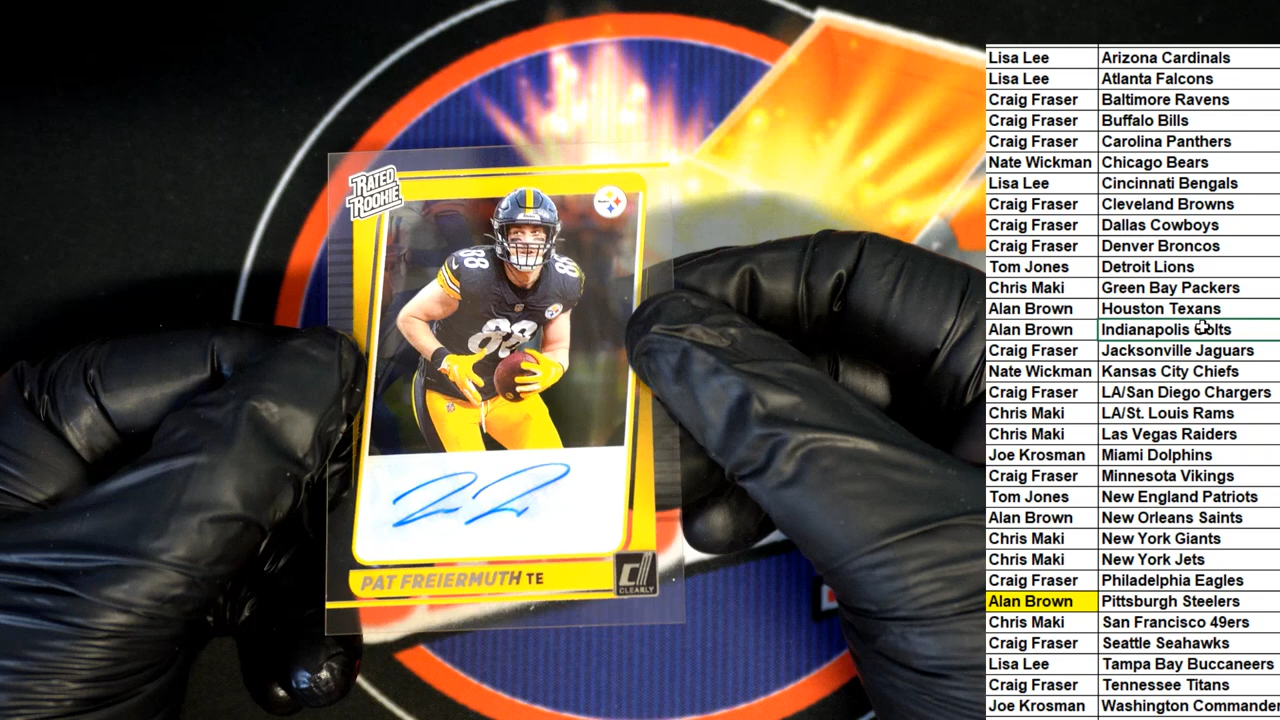 RATED
ROOKIE
Steelers
88
88
88
PAT FREIERMUTH TE
CLEARLY
Lisa Lee Arizona Cardinals
Lisa Lee Atlanta Falcons
Craig Fraser Baltimore Ravens
Craig Fraser Buffalo Bills
Craig Fraser Carolina Panthers
Nate Wickman Chicago Bears
Lisa Lee Cincinnati Bengals
Craig Fraser Cleveland Browns
Craig Fraser Dallas Cowboys
Craig Fraser Denver Broncos
Tom Jones Detroit Lions
Chris Maki Green Bay Packers
Alan Brown Houston Texans
Alan Brown Indianapolis Colts
Craig Fraser Jacksonville Jaguars
Nate Wickman Kansas City Chiefs
Craig Fraser LA/San Diego Chargers
Chris Maki LA/St. Louis Rams
Chris Maki Las Vegas Raiders
Joe Krosman Miami Dolphins
Craig Fraser Minnesota Vikings
Tom Jones New England Patriots
Alan Brown New Orleans Saints
Chris Maki New York Giants
Chris Maki New York Jets
Craig Fraser Philadelphia Eagles
Alan Brown Pittsburgh Steelers
Chris Maki San Francisco 49ers
Craig Fraser Seattle Seahawks
Lisa Lee Tampa Bay Buccaneers
Craig Fraser Tennessee Titans
Joe Krosman Washington Commander